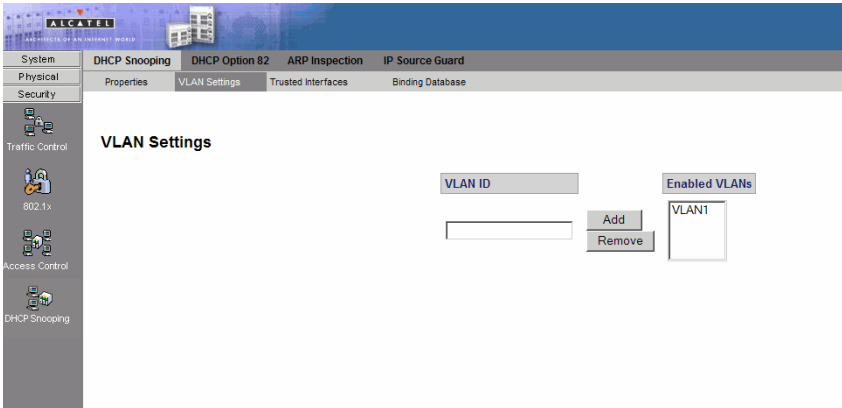 ALCATEL
ARCHITECTS OF AN INTERNET WORLD
System
Physical
Security
Traffic Control
802.1x
Access Control
DHCP Snooping
DHCP Snooping DHCP Option 82 ARP Inspection IP Source Guard
Properties VLAN Settings Trusted Interfaces Binding Database
VLAN Settings
VLAN ID Enabled VLANs
Add
Remove
VLAN1